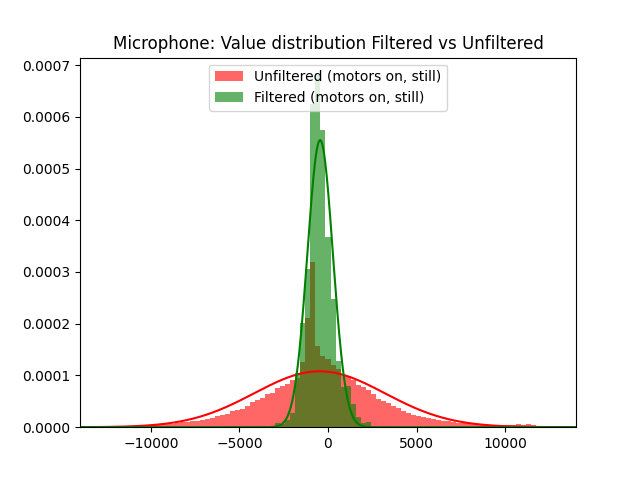 Microphone: Value distribution Filtered vs Unfiltered
0.0007
0.0006
0.0005
0.0004
0.0003
0.0002
0.0001
0.0000
Unfiltered (motors on, still)
Filtered (motors on, still)
−10000 −5000 0 5000 10000